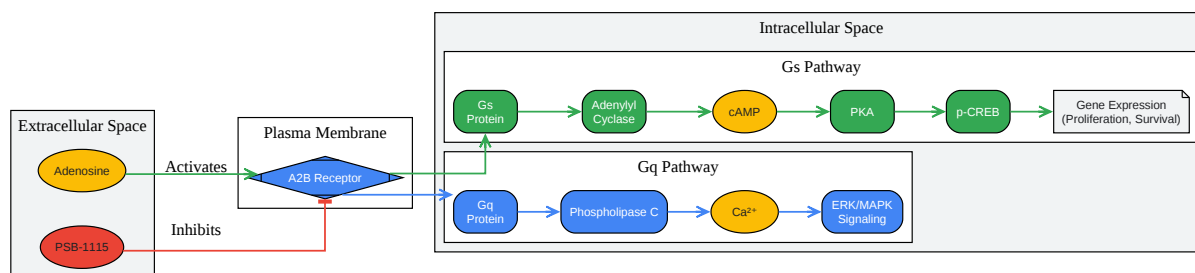 Intracellular Space
Gs Pathway
Gs
Protein
Adenylyl
Cyclase
cAMP
PKA
p-CREB
Gene Expression
(Proliferation, Survival)
Extracellular Space
Plasma Membrane
Adenosine
Activates
A2B Receptor
Gq Pathway
Gq
Protein
Phospholipase C
Ca²⁺
ERK/MAPK
Signaling
PSB-1115
Inhibits